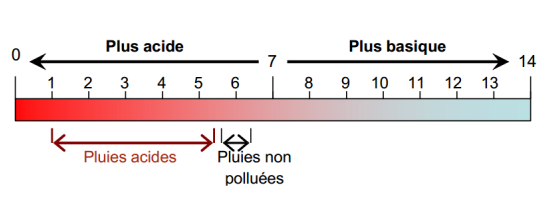 Plus acide
Plus basique
0
7
14
1 2 3 4 5 6 8 9 10 11 12 13
Pluies acides
Pluies non
polluées